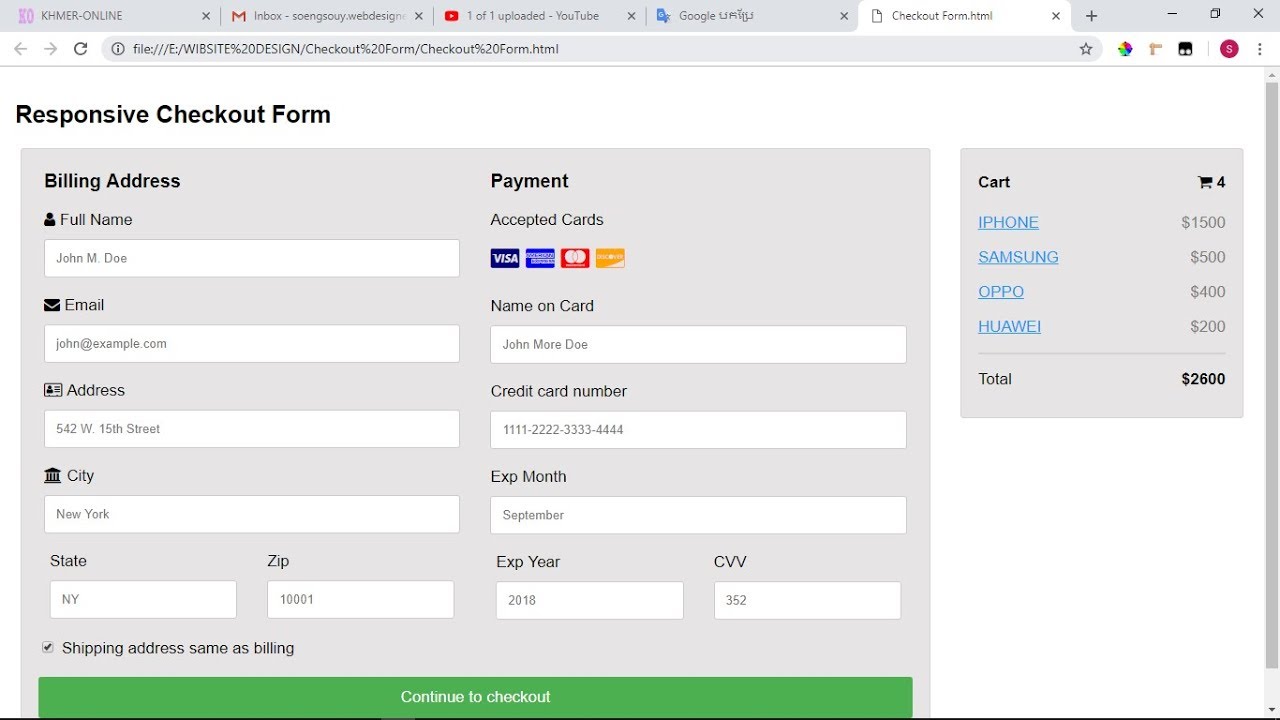 KHMER-ONLINE
Inbox - soengsouy.webdesign
1 of 1 uploaded - YouTube
Google បកប្រែ
Checkout Form.html
file:///E:/WIBSITE%20DESIGN/Checkout%20Form/Checkout%20Form.html
S
Responsive Checkout Form
Billing Address
Full Name
John M. Doe
Email
john@example.com
Address
542 W. 15th Street
City
New York
State Zip
NY 10001
Shipping address same as billing
Payment
Accepted Cards
VISA AMERICAN EXPRESS DISCOVER
Name on Card
John More Doe
Credit card number
1111-2222-3333-4444
Exp Month
September
Exp Year CVV
2018 352
Continue to checkout
Cart 4
IPHONE $1500
SAMSUNG $500
OPPO $400
HUAWEI $200
Total $2600